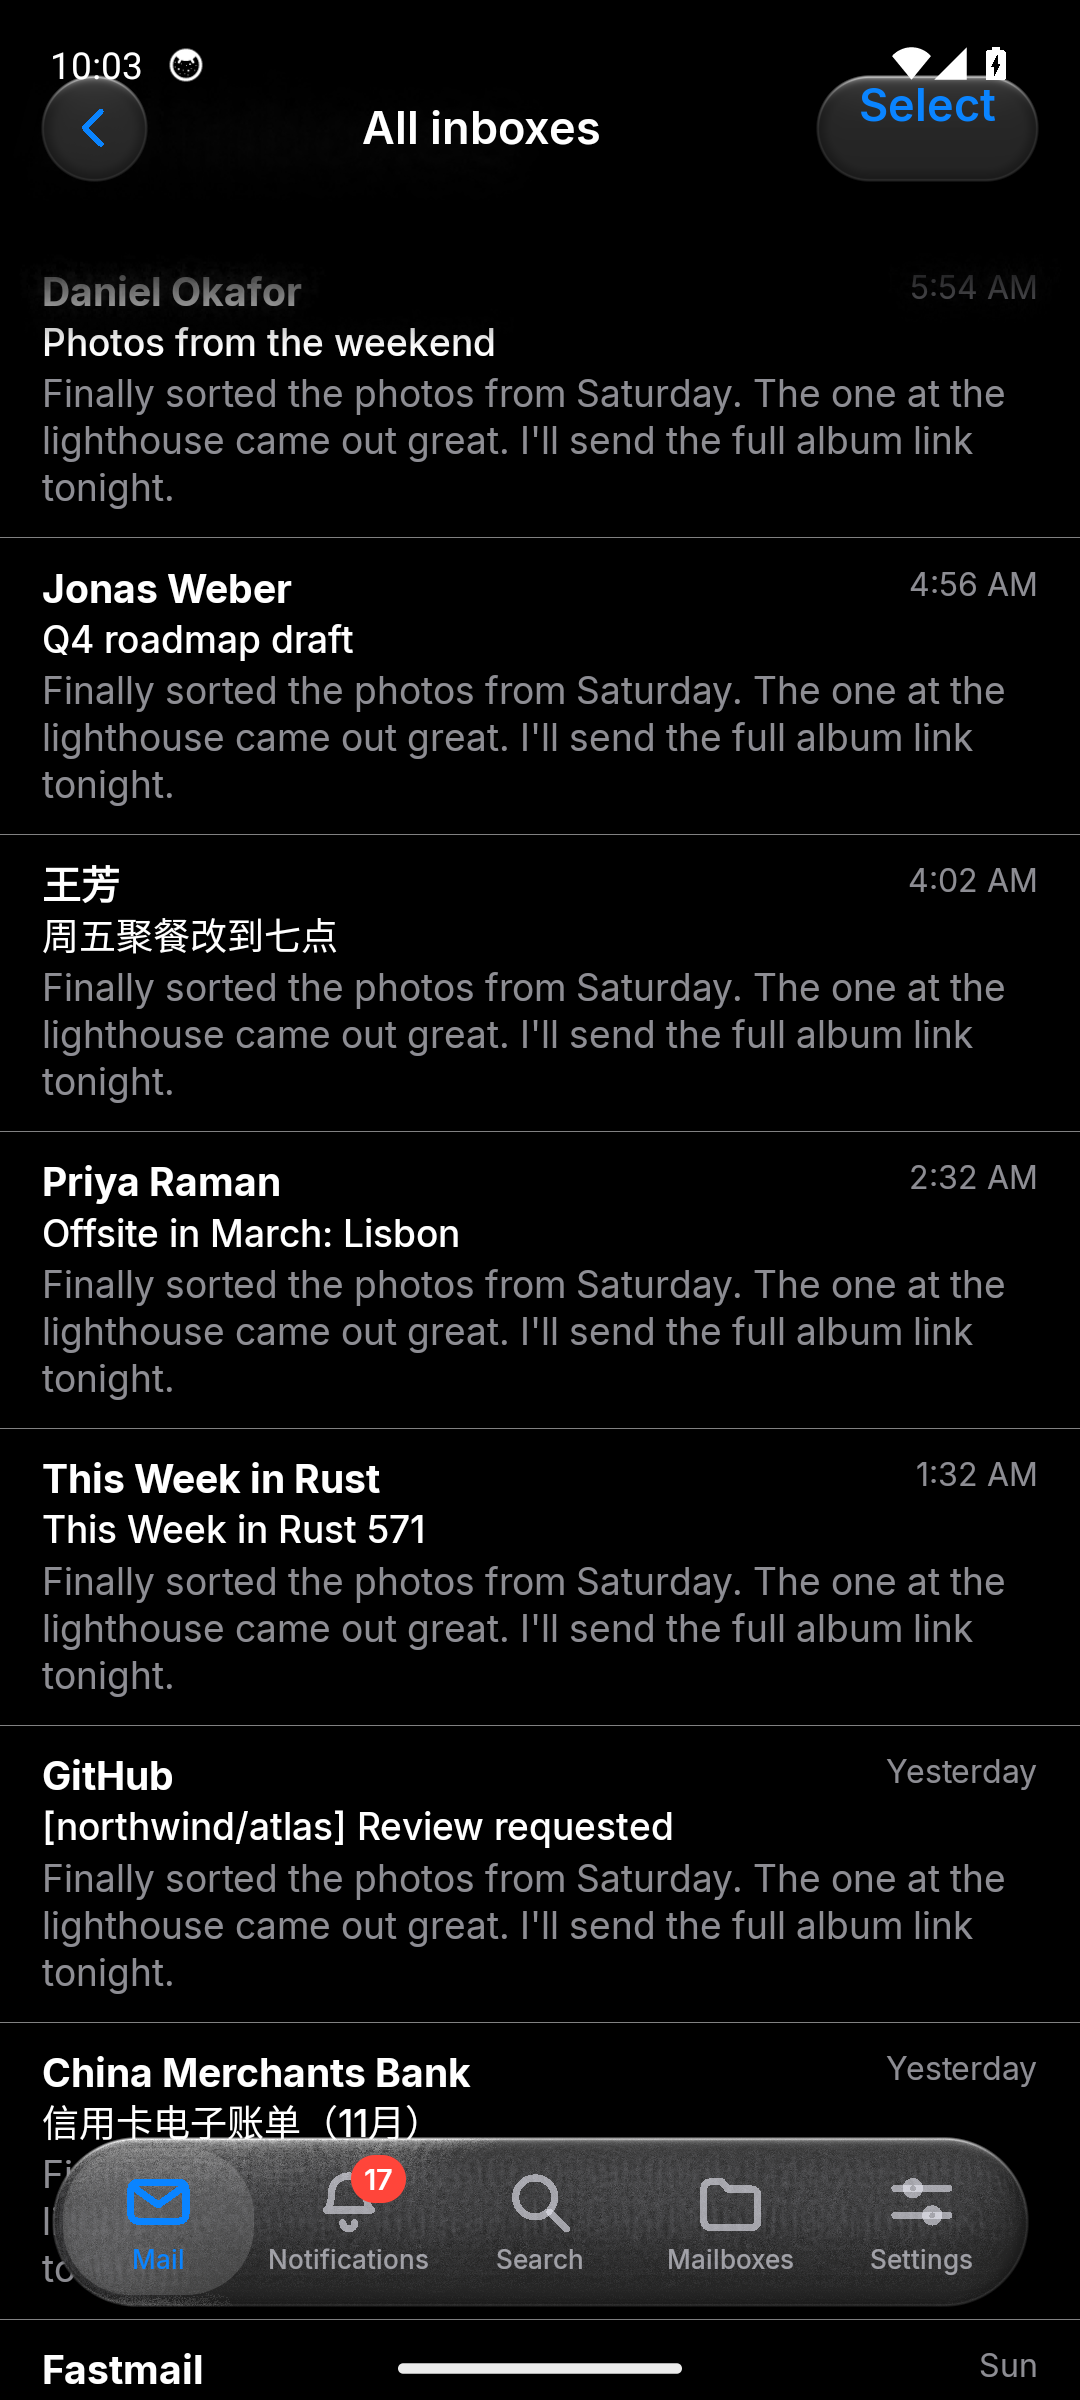 10:03
All inboxes
Select
Daniel Okafor 5:54 AM
Photos from the weekend
Finally sorted the photos from Saturday. The one at the
lighthouse came out great. I'll send the full album link
tonight.
Jonas Weber 4:56 AM
Q4 roadmap draft
Finally sorted the photos from Saturday. The one at the
lighthouse came out great. I'll send the full album link
tonight.
王芳 4:02 AM
周五聚餐改到七点
Finally sorted the photos from Saturday. The one at the
lighthouse came out great. I'll send the full album link
tonight.
Priya Raman 2:32 AM
Offsite in March: Lisbon
Finally sorted the photos from Saturday. The one at the
lighthouse came out great. I'll send the full album link
tonight.
This Week in Rust 1:32 AM
This Week in Rust 571
Finally sorted the photos from Saturday. The one at the
lighthouse came out great. I'll send the full album link
tonight.
GitHub Yesterday
[northwind/atlas] Review requested
Finally sorted the photos from Saturday. The one at the
lighthouse came out great. I'll send the full album link
tonight.
China Merchants Bank Yesterday
信用卡电子账单（11月）
17
Mail Notifications Search Mailboxes Settings
Fastmail Sun